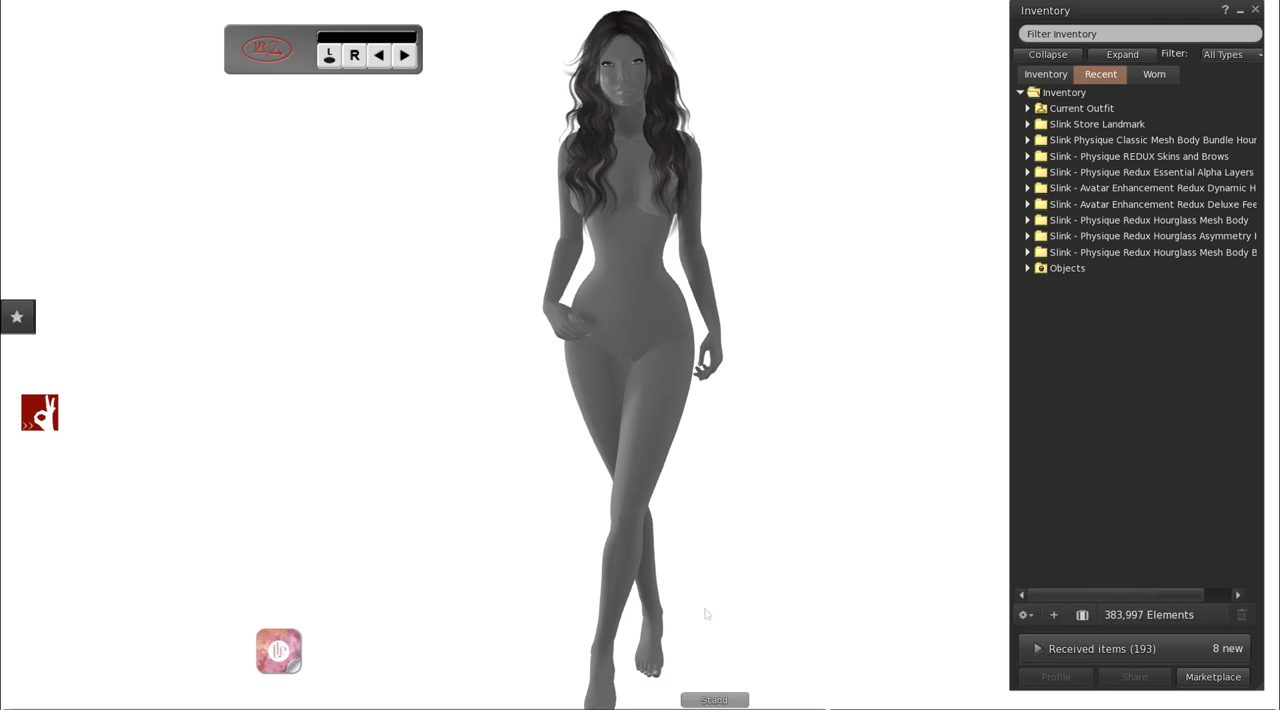 Inventory
Filter Inventory
Collapse
Expand
Filter:
All Types
Inventory
Recent
Worn
Inventory
Current Outfit
Slink Store Landmark
Slink Physique Classic Mesh Body Bundle Hour
Slink - Physique REDUX Skins and Brows
Slink - Physique Redux Essential Alpha Layers
Slink - Avatar Enhancement Redux Dynamic H
Slink - Avatar Enhancement Redux Deluxe Fee
Slink - Physique Redux Hourglass Mesh Body
Slink - Physique Redux Hourglass Asymmetry
Slink - Physique Redux Hourglass Mesh Body B
Objects
383,997 Elements
Received items (193)
8 new
Profile
Share
Marketplace
L
R
Stand